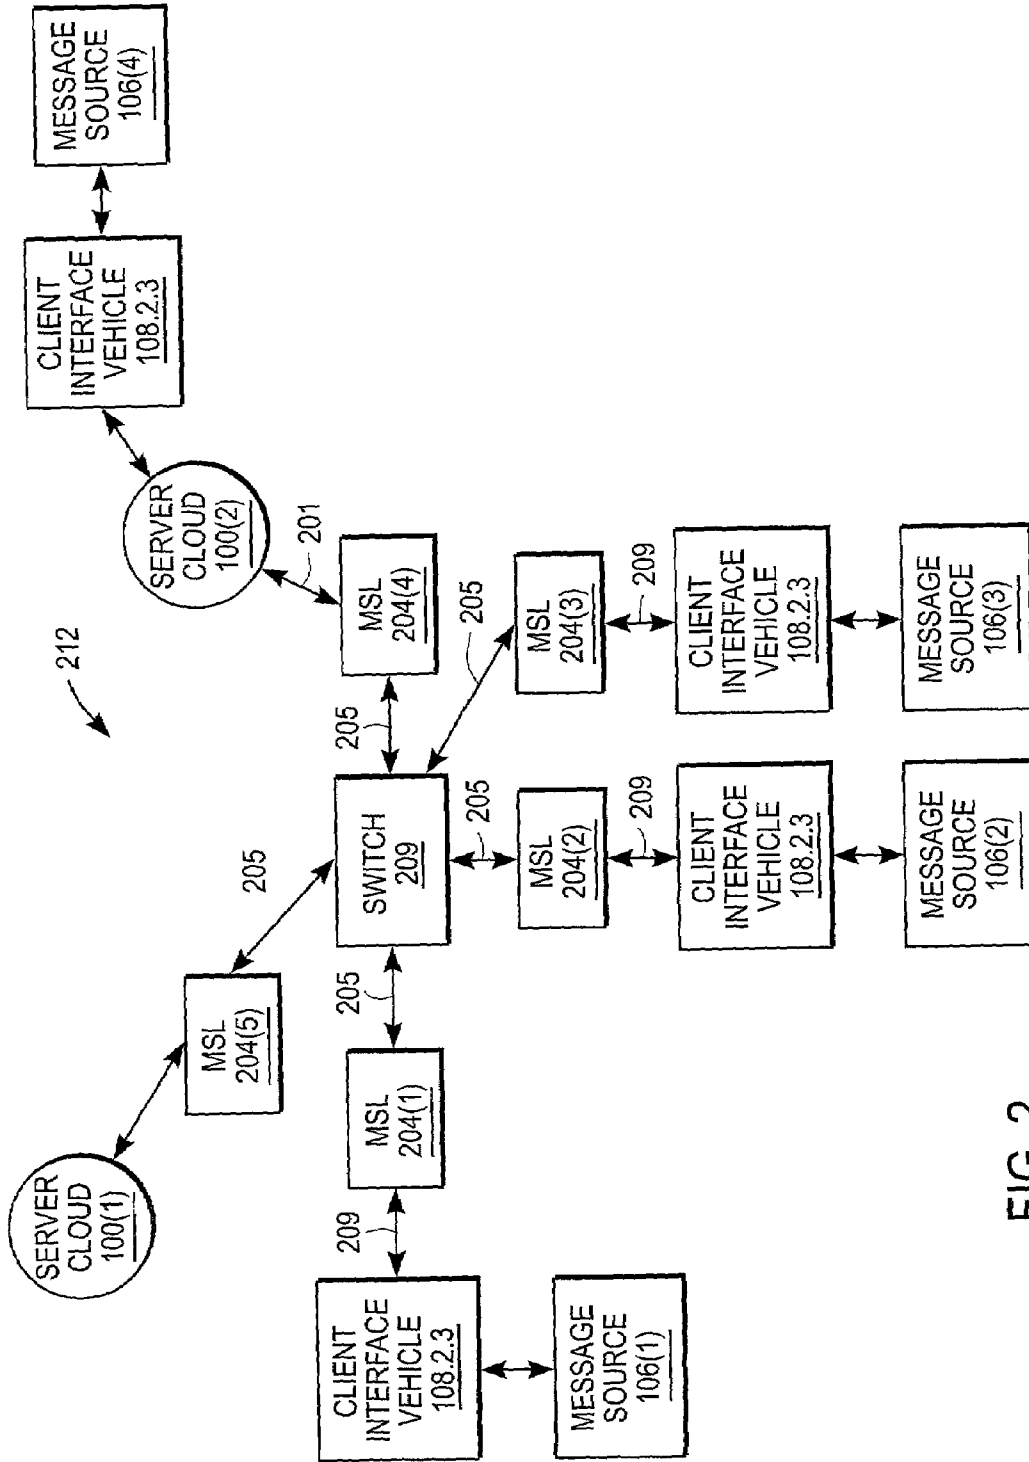 212
SERVER
CLOUD
100(1)
MSL
204(5)
205
SERVER
CLOUD
100(2)
CLIENT
INTERFACE
VEHICLE
108.2.3
MESSAGE
SOURCE
106(4)
201
CLIENT
INTERFACE
VEHICLE
108.2.3
209
MSL
204(1)
205
SWITCH
209
205
MSL
204(4)
MESSAGE
SOURCE
106(1)
205
MSL
204(2)
209
CLIENT
INTERFACE
VEHICLE
108.2.3
MESSAGE
SOURCE
106(2)
205
MSL
204(3)
209
CLIENT
INTERFACE
VEHICLE
108.2.3
MESSAGE
SOURCE
106(3)
FIG. 2